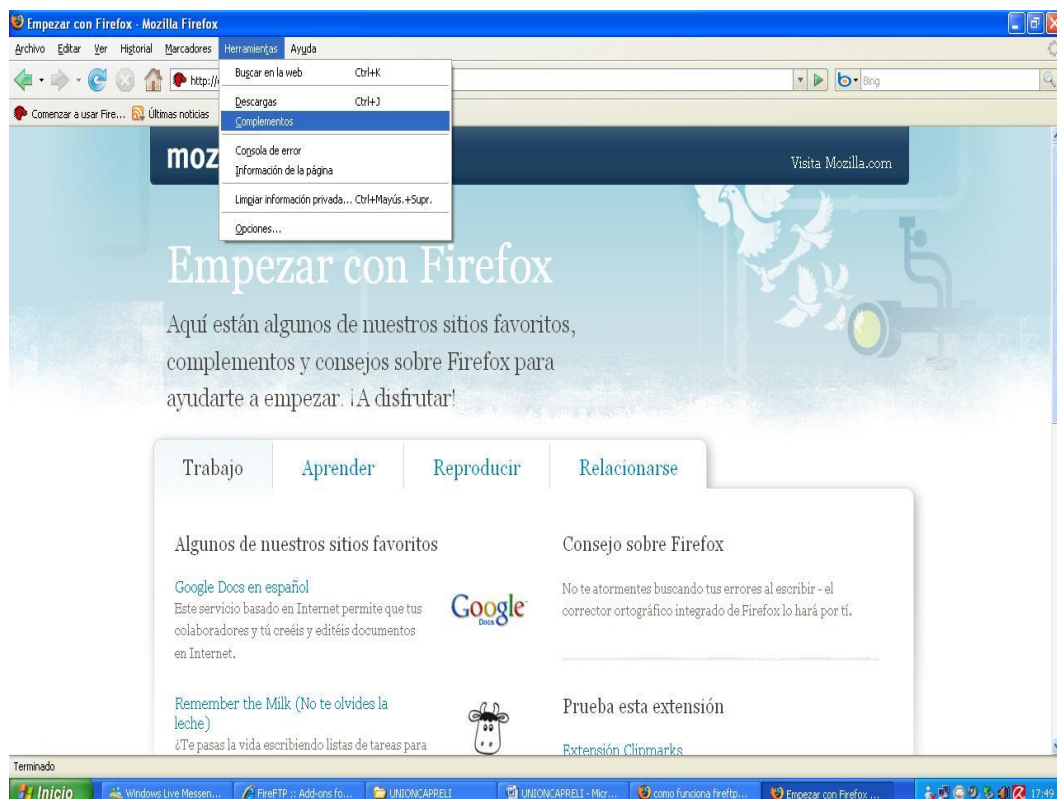 Empezar con Firefox - Mozilla Firefox
Archivo Editar Ver Historial Marcadores Herramientas Ayuda
http:// Bing
Comenzar a usar Fire... Últimas noticias
Buscar en la web Ctrl+K
Descargas Ctrl+J
Complementos
Consola de error
Información de la página
Limpiar información privada... Ctrl+Mayús.+Supr.
Opciones...
moz
Visita Mozilla.com
Empezar con Firefox
Aquí están algunos de nuestros sitios favoritos,
complementos y consejos sobre Firefox para
ayudarte a empezar. ¡A disfrutar!
Trabajo Aprender Reproducir Relacionarse
Algunos de nuestros sitios favoritos
Google Docs en español
Este servicio basado en Internet permite que tus
colaboradores y tú creéis y editéis documentos
en Internet.
Google
Docs
Remember the Milk (No te olvides la
leche)
¿Te pasas la vida escribiendo listas de tareas para
Consejo sobre Firefox
No te atormentes buscando tus errores al escribir - el
corrector ortográfico integrado de Firefox lo hará por tí.
Prueba esta extensión
Extensión Clipmarks
Terminado
Inicio Windows Live Messen... FireFTP :: Add-ons fo... UNIONCAPRELI UNIONCAPRELI - Micr... como funciona fireftp... Empezar con Firefox ... 17:49